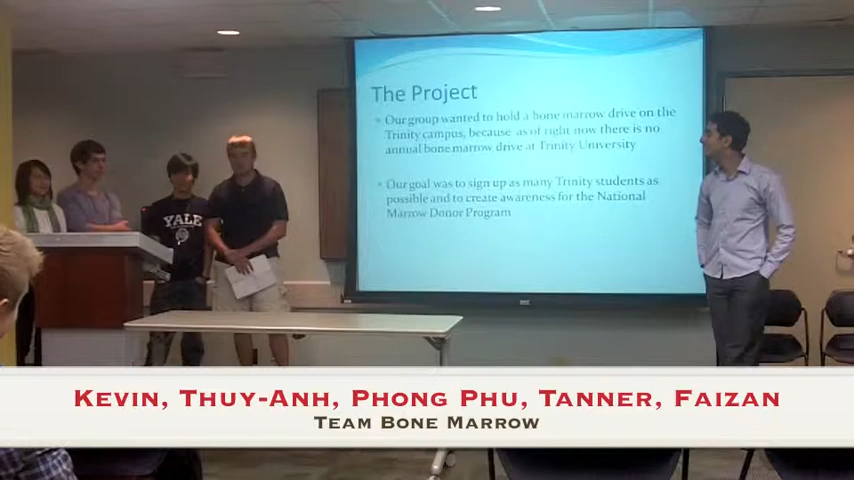 The Project
Our group wanted to hold a bone marrow drive on the
Trinity campus, because as of right now there is no
annual bone marrow drive at Trinity University
Our goal was to sign up as many Trinity students as
possible and to create awareness for the National
Marrow Donor Program
YALE
Kevin, Thuy-Anh, Phong Phu, Tanner, Faizan
Team Bone Marrow